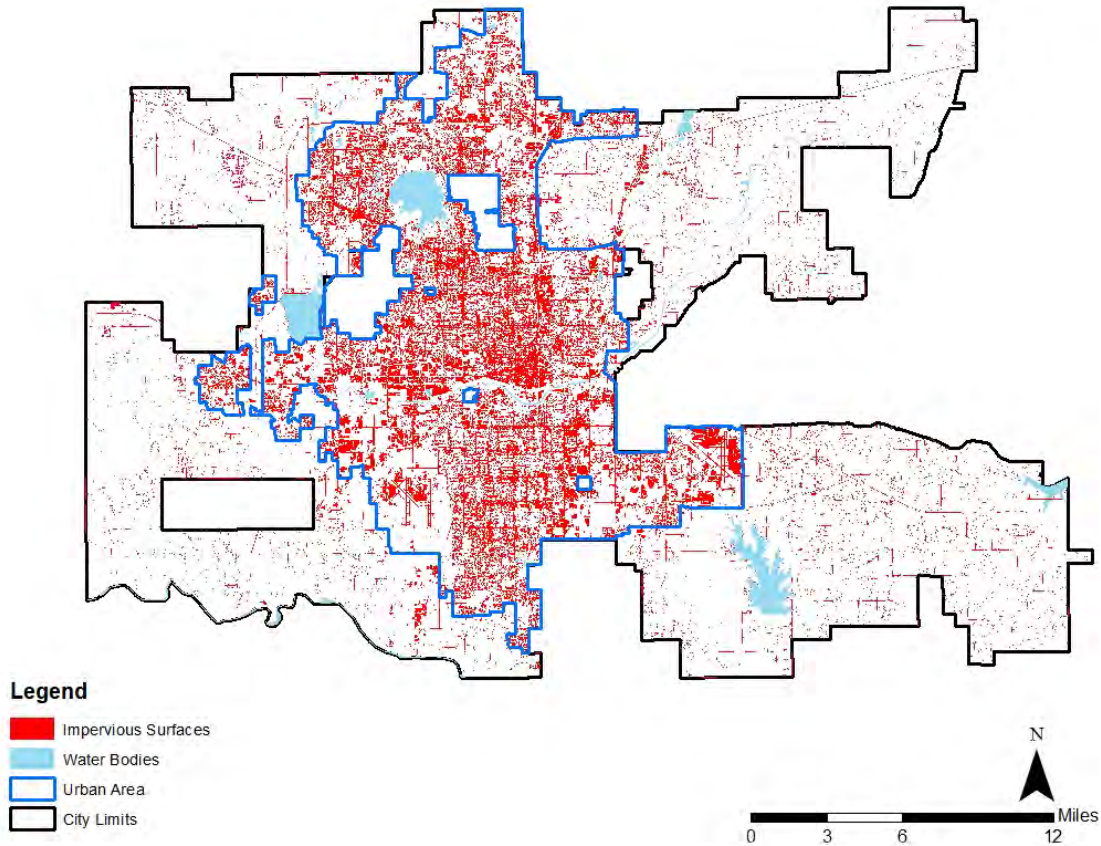 Legend
Impervious Surfaces
Water Bodies
Urban Area
City Limits
N
Miles
0 3 6 12